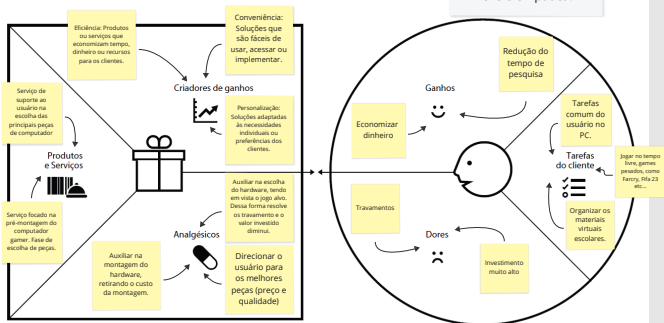 Eficiência: Produtos
ou serviços que
economizam tempo,
dinheiro ou recursos
para os clientes.
Conveniência:
Soluções que
são fáceis de
usar, acessar ou
implementar.
Criadores de ganhos
Serviço de
suporte ao
usuário na
escolha das
principais peças
de computador
Personalização:
Soluções adaptadas
às necessidades
individuais ou
preferências dos
clientes.
Produtos
e Serviços
Serviço focado na
pré-montagem do
computador
gamer. Fase de
escolha de peças.
Auxiliar na escolha
do hardware, tendo
em vista o jogo alvo.
Dessa forma resolve
os travamento e o
valor investido
diminui.
Analgésicos
Auxiliar na
montagem do
hardware,
retirando o custo
da montagem.
Direcionar o
usuário para
os melhores
peças (preço e
qualidade)
Redução do
tempo de
pesquisa
Ganhos
Economizar
dinheiro
Tarefas
comum do
usuário no
PC.
Tarefas
do cliente
Jogar no tempo
livre, games
pesados, como
Farcry, Fifa 23
etc...
Organizar os
materiais
virtuais
escolares.
Travamentos
Dores
Investimento
muito alto